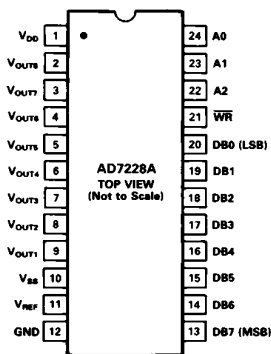 VDD 1 24 A0
VOUT8 2 23 A1
VOUT7 3 22 A2
VOUT6 4 21 WR
VOUT5 5 20 DB0 (LSB)
VOUT4 6 19 DB1
VOUT3 7 18 DB2
VOUT2 8 17 DB3
VOUT1 9 16 DB4
VSS 10 15 DB5
VREF 11 14 DB6
GND 12 13 DB7 (MSB)
AD7228A
TOP VIEW
(Not to Scale)